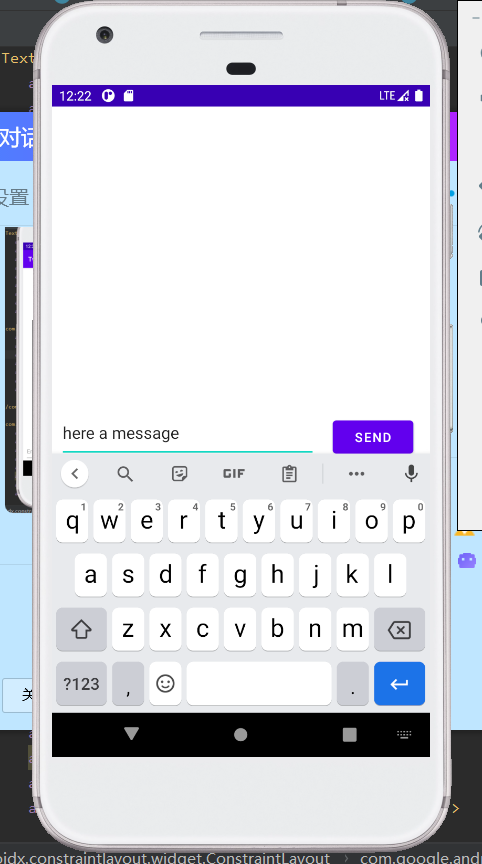 Text
12:22
LTE
对话
设置
here a message
SEND
GIF
1 2 3 4 5 6 7 8 9 0
q w e r t y u i o p
a s d f g h j k l
z x c v b n m
?123 , .
关
oidx.constraintlayout.widget.ConstraintLayout > com.google.and